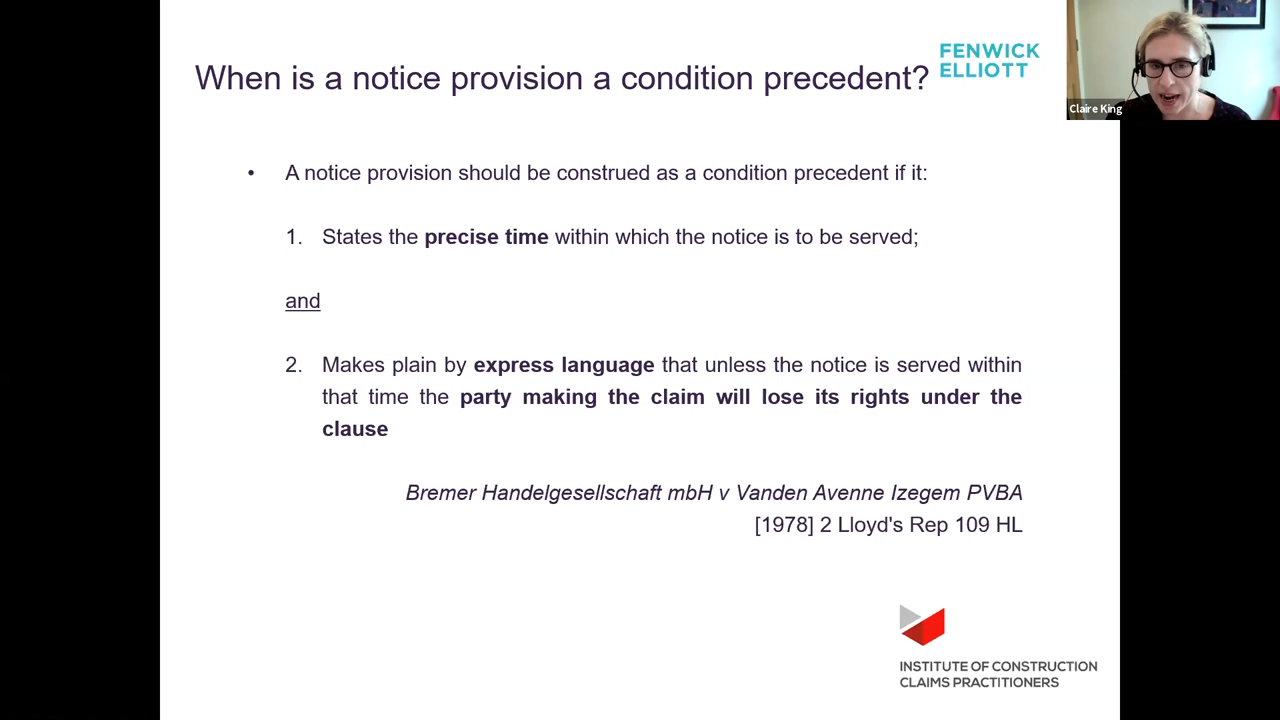 When is a notice provision a condition precedent?
FENWICK
ELLIOTT
Claire King
• A notice provision should be construed as a condition precedent if it:
1. States the precise time within which the notice is to be served;
and
2. Makes plain by express language that unless the notice is served within
that time the party making the claim will lose its rights under the
clause
Bremer Handelgesellschaft mbH v Vanden Avenne Izegem PVBA
[1978] 2 Lloyd's Rep 109 HL
INSTITUTE OF CONSTRUCTION
CLAIMS PRACTITIONERS